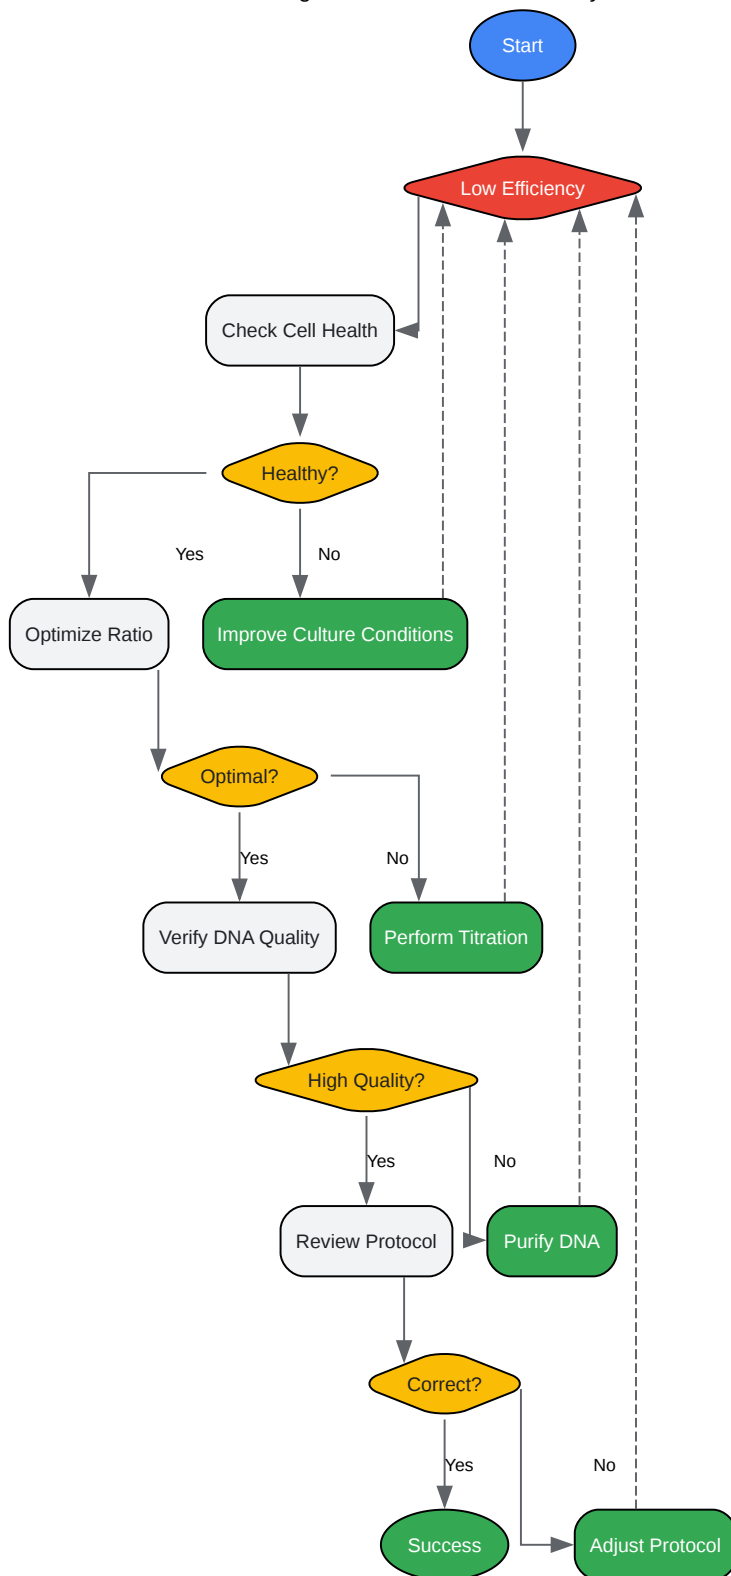 Start
Low Efficiency
Check Cell Health
Healthy?
Yes
No
Optimize Ratio
Improve Culture Conditions
Optimal?
Yes
No
Verify DNA Quality
Perform Titration
High Quality?
Yes
No
Review Protocol
Purify DNA
Correct?
Yes
No
Success
Adjust Protocol